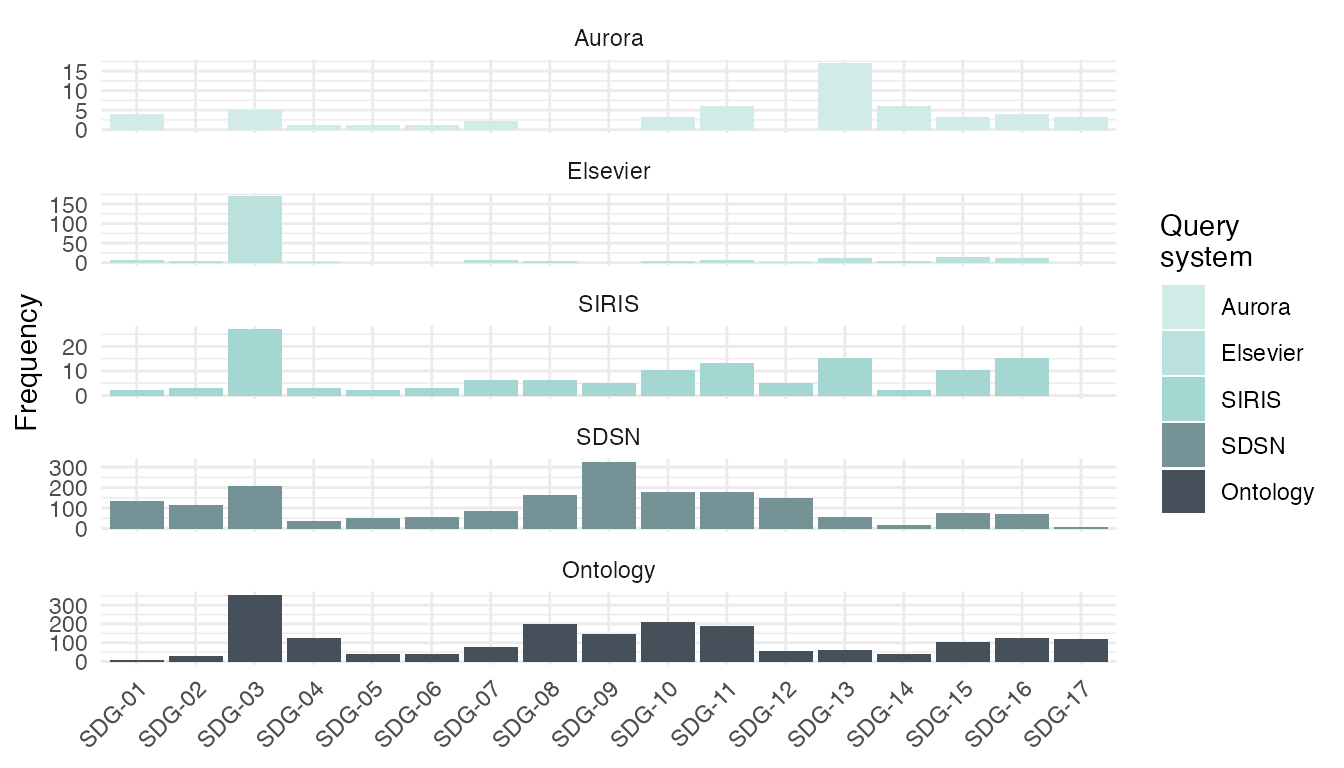 Aurora
15
10
5
0
Elsevier
150
100
50
0
SIRIS
20
10
0
SDSN
300
200
100
0
Ontology
300
200
100
0
Frequency
SDG-01
SDG-02
SDG-03
SDG-04
SDG-05
SDG-06
SDG-07
SDG-08
SDG-09
SDG-10
SDG-11
SDG-12
SDG-13
SDG-14
SDG-15
SDG-16
SDG-17
Query
system
Aurora
Elsevier
SIRIS
SDSN
Ontology